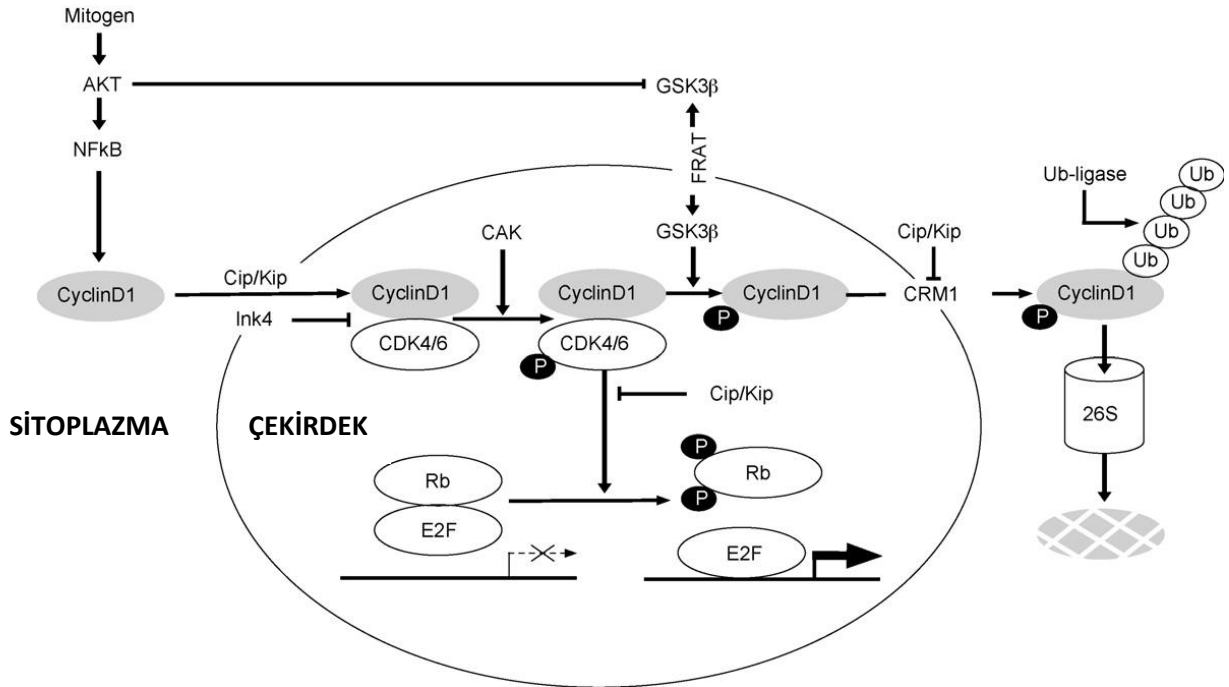 Mitogen
AKT
GSK3β
NFkB
FRAT
Ub
Ub
Ub
Ub
Ub-ligase
CAK
GSK3β
Cip/Kip
Cip/Kip
CyclinD1
CyclinD1
CyclinD1
CyclinD1
CRM1
CyclinD1
Ink4
P
P
CDK4/6
CDK4/6
P
Cip/Kip
26S
SİTOPLAZMA
ÇEKİRDEK
P
Rb
Rb
P
E2F
E2F